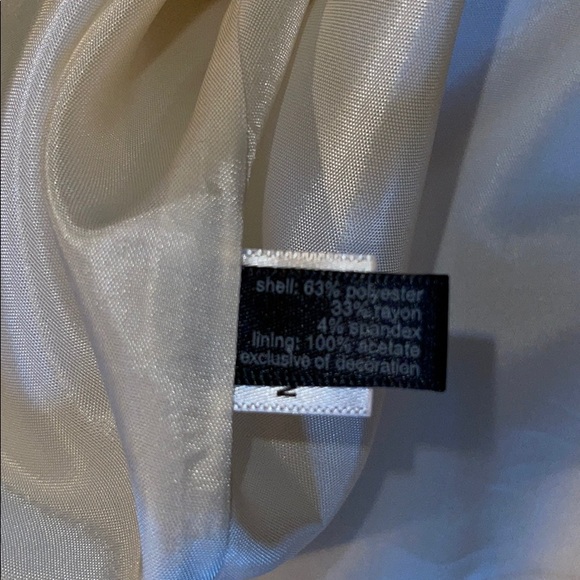 shell: 63% polyester
33% rayon
4% spandex
lining: 100% acetate
exclusive of decoration